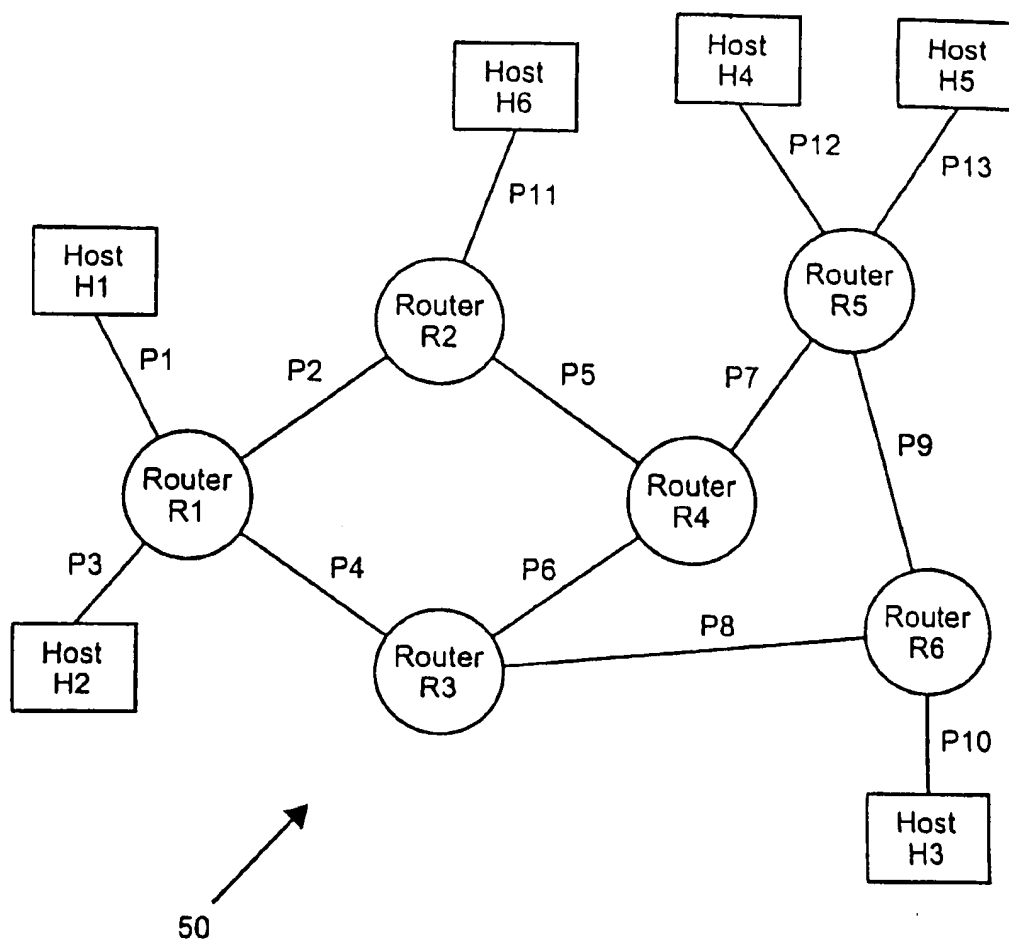 Host
H4
Host
H5
Host
H6
P12
P13
P11
Host
H1
Router
R5
Router
R2
P1
P2
P5
P7
P9
Router
R1
Router
R4
P3
P4
P6
P8
Router
R6
Host
H2
Router
R3
P10
Host
H3
50